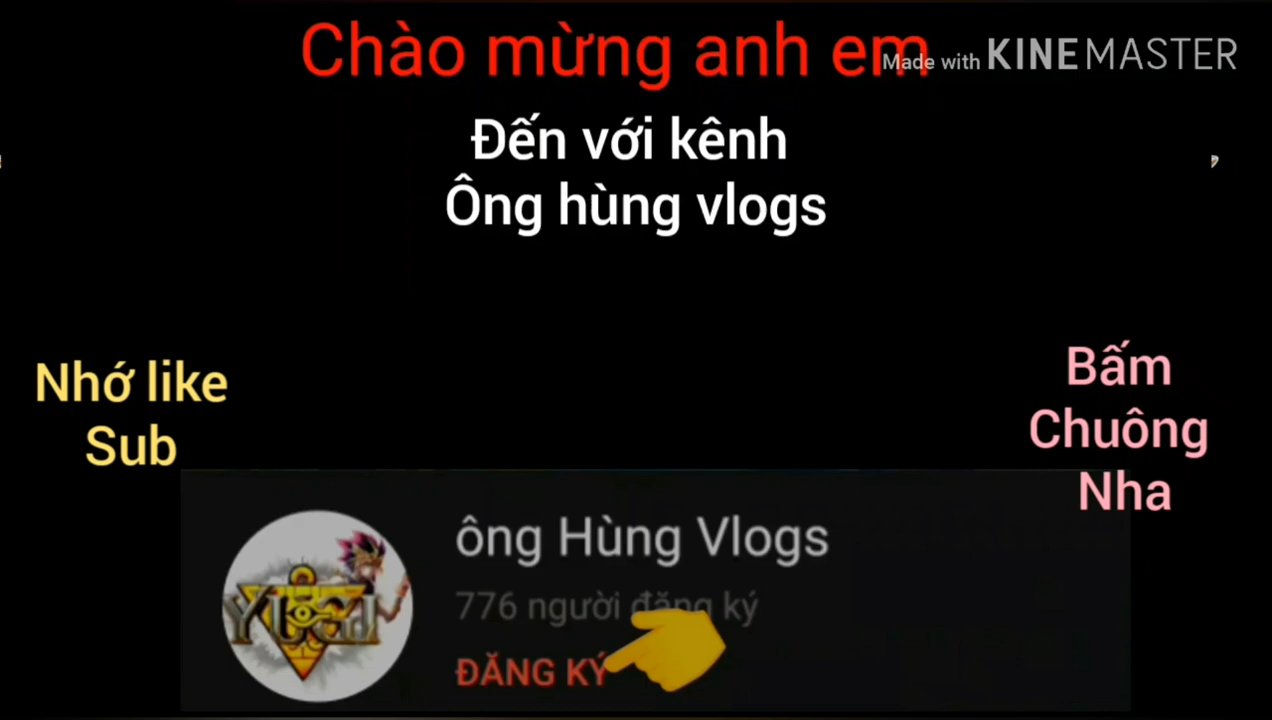 Chào mừng anh em
Made with KINEMASTER
Đến với kênh
Ông hùng vlogs
Nhớ like
Sub
Bấm
Chuông
Nha
ông Hùng Vlogs
776 người đăng ký
ĐĂNG KÝ
YUGI